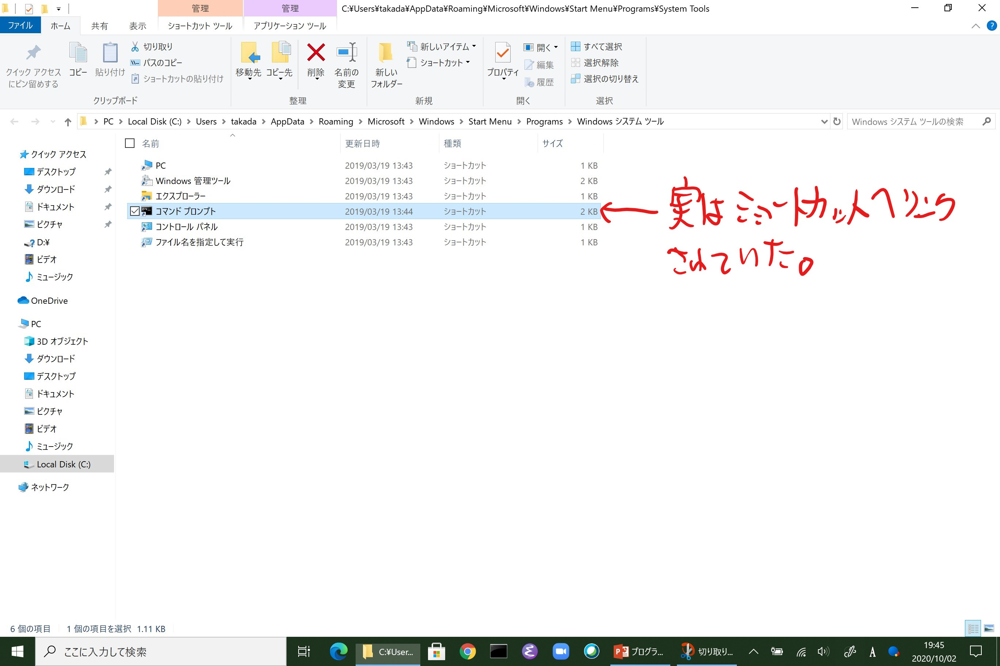 管理
管理
C:¥Users¥takada¥AppData¥Roaming¥Microsoft¥Windows¥Start Menu¥Programs¥System Tools
ファイル
ホーム
共有
表示
ショートカット ツール
アプリケーション ツール
クイック アクセス
にピン留めする
コピー
貼り付け
切り取り
パスのコピー
ショートカットの貼り付け
クリップボード
移動先
コピー先
削除
名前の
変更
整理
新しい
フォルダー
新しいアイテム
ショートカット
新規
プロパティ
開く
編集
履歴
開く
すべて選択
選択解除
選択の切り替え
選択
PC
Local Disk (C:)
Users
takada
AppData
Roaming
Microsoft
Windows
Start Menu
Programs
Windows システム ツール
Windows システム ツールの検索
名前
更新日時
種類
サイズ
PC 2019/03/19 13:43 ショートカット 1 KB
Windows 管理ツール 2019/03/19 13:43 ショートカット 2 KB
エクスプローラー 2019/03/19 13:43 ショートカット 1 KB
コマンド プロンプト 2019/03/19 13:44 ショートカット 2 KB
コントロール パネル 2019/03/19 13:43 ショートカット 1 KB
ファイル名を指定して実行 2019/03/19 13:43 ショートカット 1 KB
実はショートカットへリンク
されていた。
クイック アクセス
デスクトップ
ダウンロード
ドキュメント
ピクチャ
D:¥
ビデオ
ミュージック
OneDrive
PC
3D オブジェクト
ダウンロード
デスクトップ
ドキュメント
ピクチャ
ビデオ
ミュージック
Local Disk (C:)
ネットワーク
6 個の項目
1 個の項目を選択 1.11 KB
ここに入力して検索
C:¥User...
プログラ...
切り取り...
A
19:45
2020/10/02